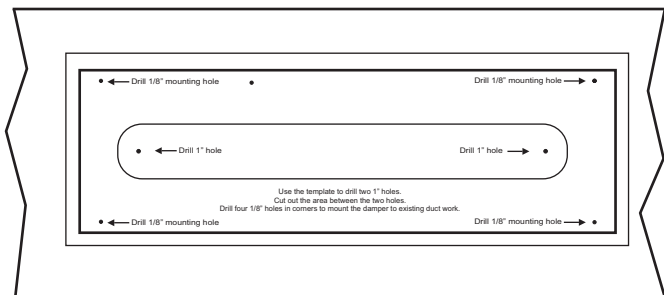 Drill 1/8" mounting hole
Drill 1/8" mounting hole
Drill 1" hole
Drill 1" hole
Use the template to drill two 1" holes.
Cut out the area between the two holes.
Drill four 1/8" holes in corners to mount the damper to existing duct work.
Drill 1/8" mounting hole
Drill 1/8" mounting hole